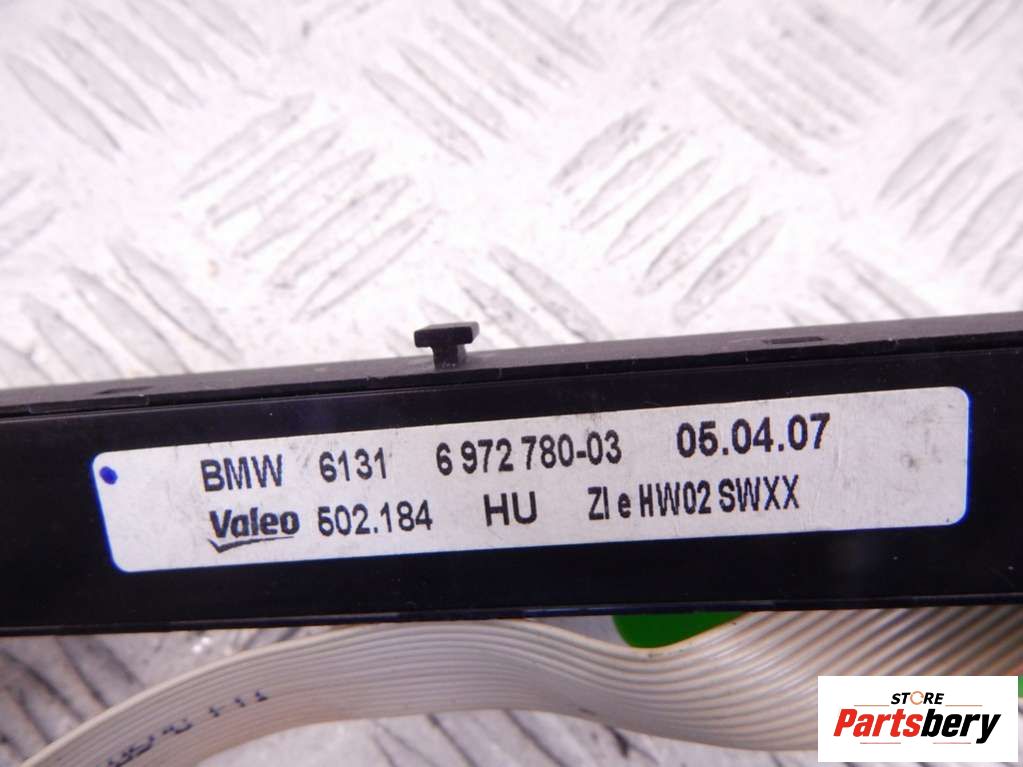 BMW 6131 6 972 780-03 05.04.07
Valeo 502.184 HU ZI e HW02 SWXX
STORE
Partsbery